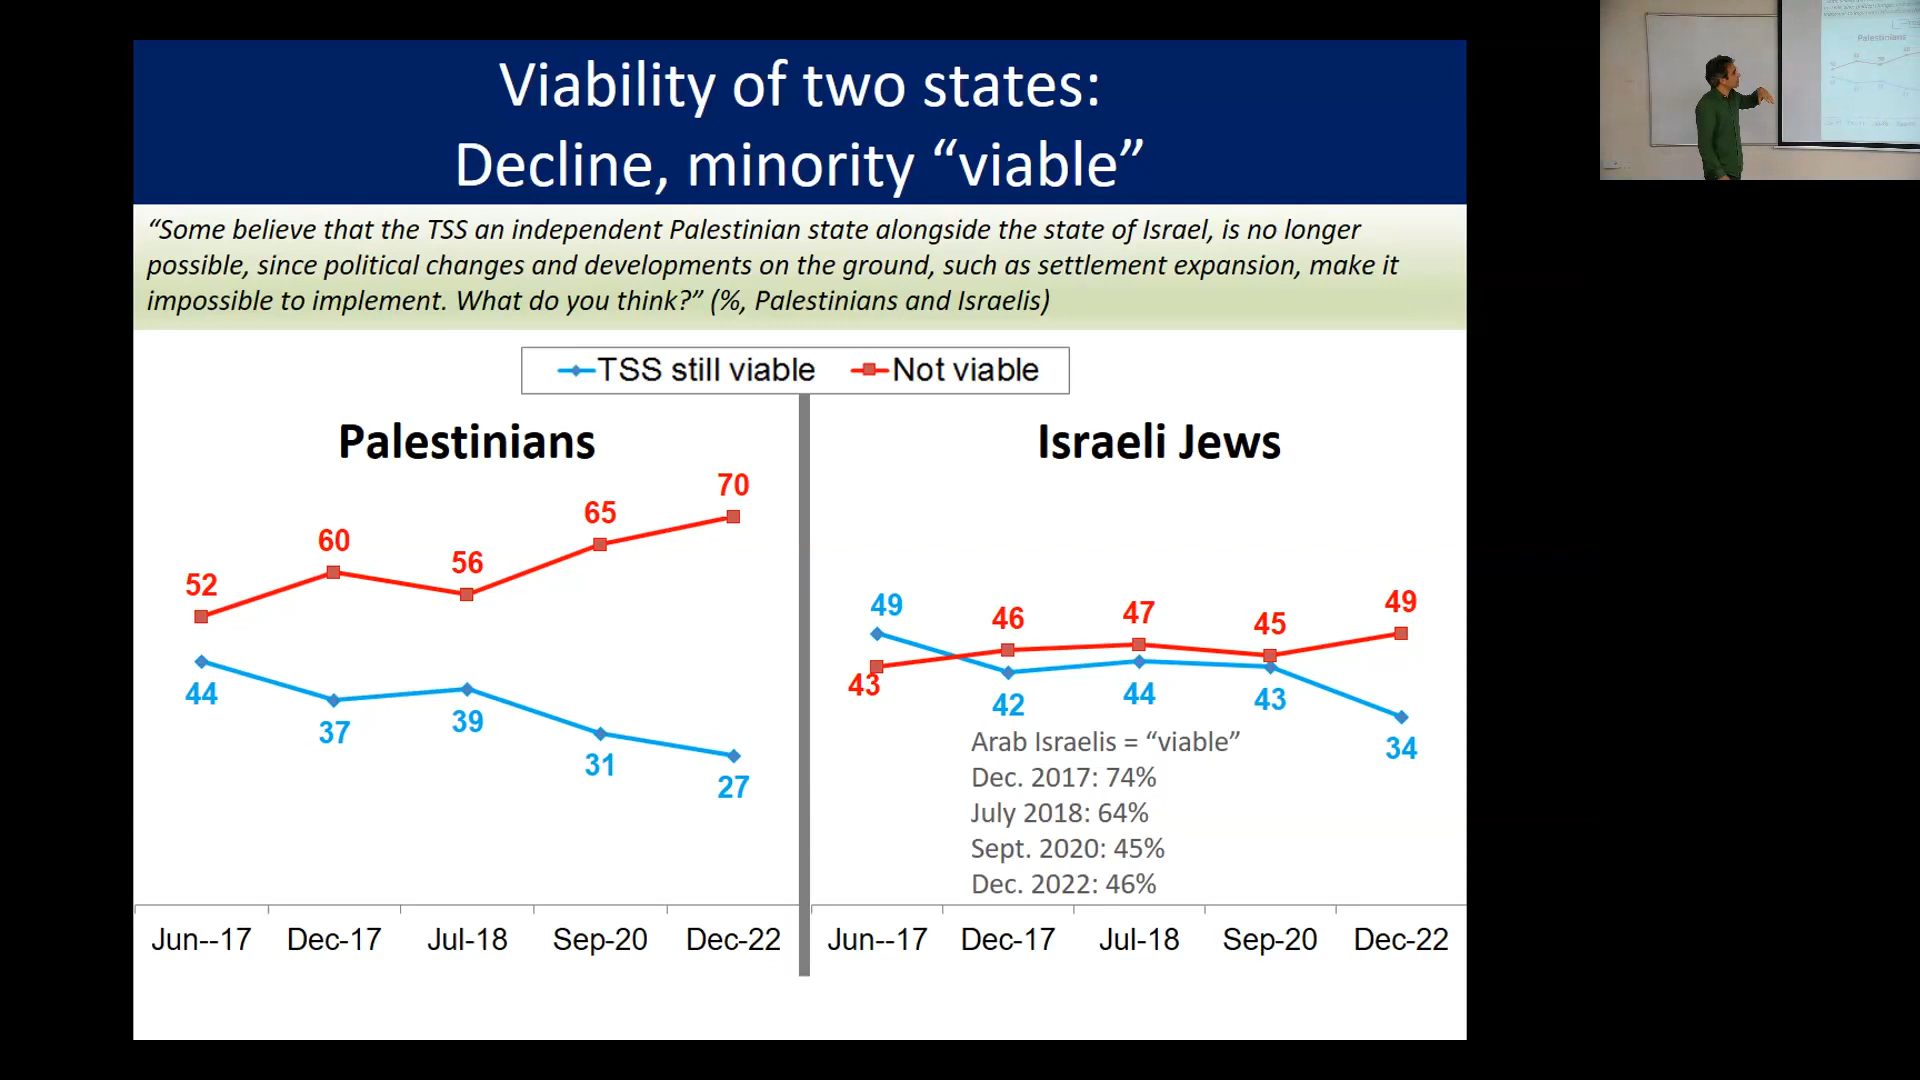 Viability of two states:
Decline, minority “viable”
“Some believe that the TSS an independent Palestinian state alongside the state of Israel, is no longer
possible, since political changes and developments on the ground, such as settlement expansion, make it
impossible to implement. What do you think?” (%, Palestinians and Israelis)
TSS still viable Not viable
Palestinians
52 60 56 65 70
44 37 39 31 27
Jun--17 Dec-17 Jul-18 Sep-20 Dec-22
Israeli Jews
49 42 44 43 34
43 46 47 45 49
Arab Israelis = “viable”
Dec. 2017: 74%
July 2018: 64%
Sept. 2020: 45%
Dec. 2022: 46%
Jun--17 Dec-17 Jul-18 Sep-20 Dec-22
Palestinians